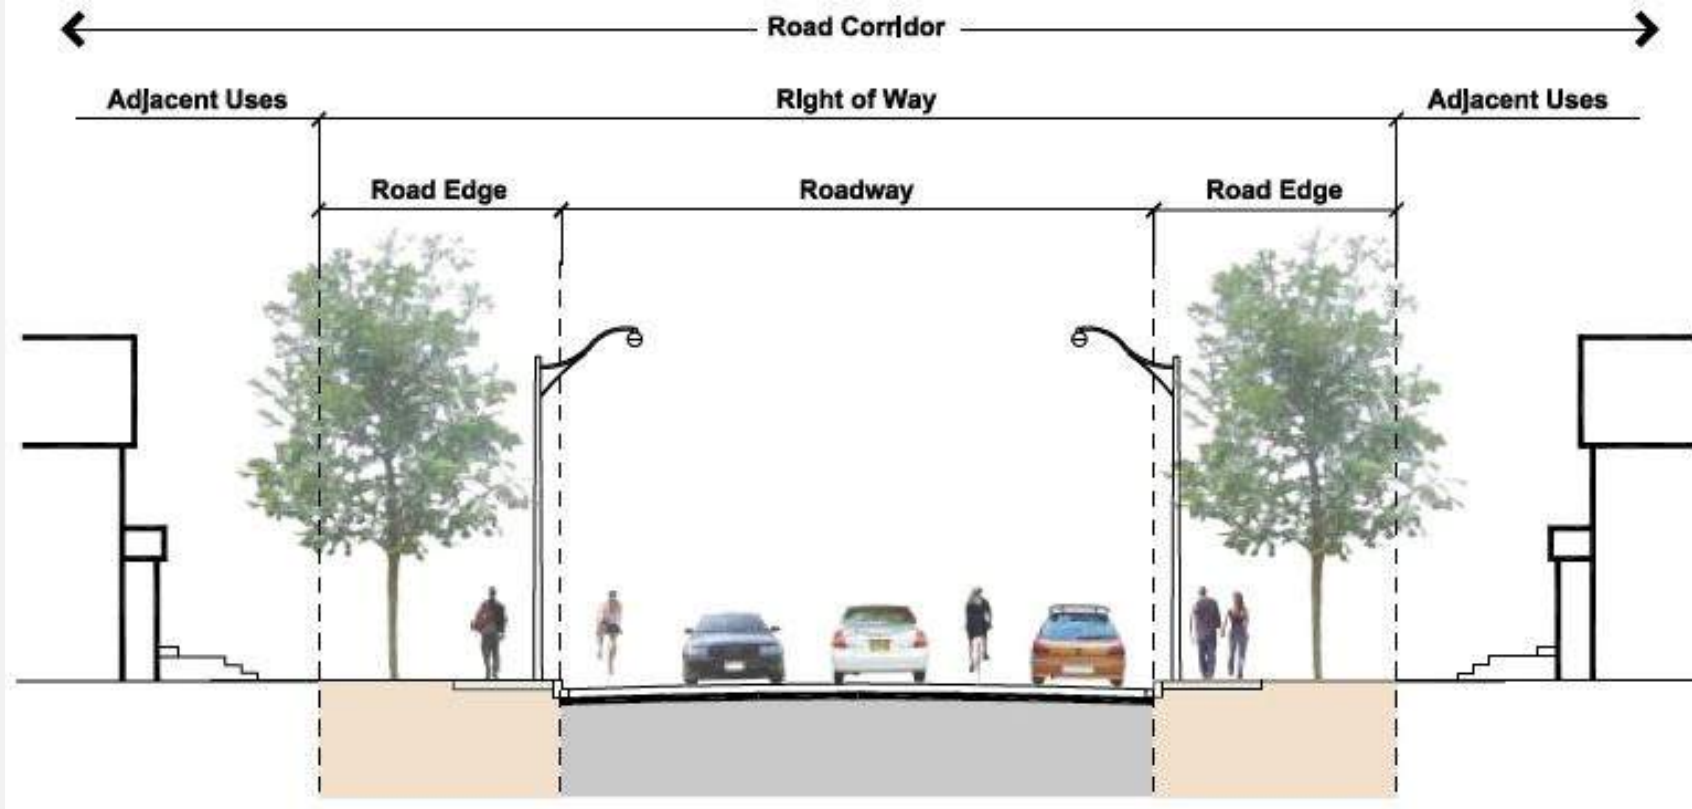 Road Corridor
Adjacent Uses
Right of Way
Adjacent Uses
Road Edge
Roadway
Road Edge